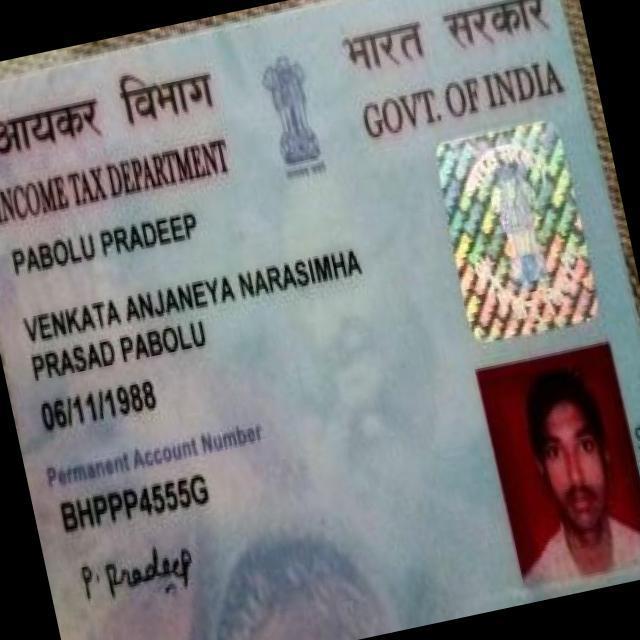 आयकर विभाग
INCOME TAX DEPARTMENT
भारत सरकार
GOVT. OF INDIA
PABOLU PRADEEP
VENKATA ANJANEYA NARASIMHA
PRASAD PABOLU
06/11/1988
Permanent Account Number
BHPPP4555G
P. Pradeep